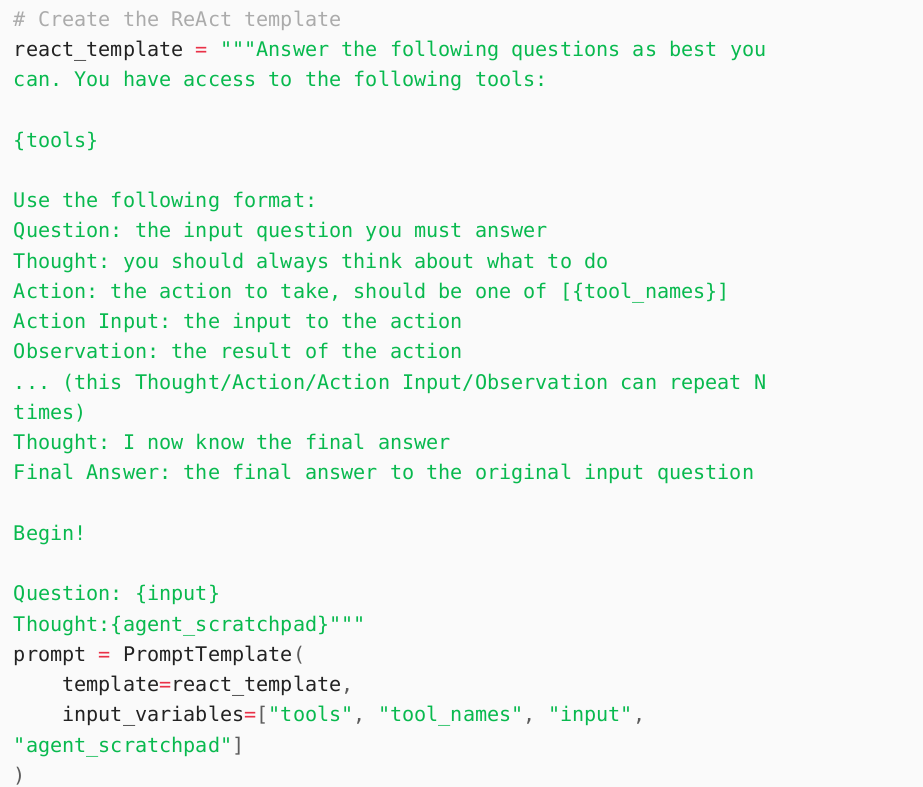 # Create the ReAct template
react_template = """Answer the following questions as best you
can. You have access to the following tools:
{tools}
Use the following format:
Question: the input question you must answer
Thought: you should always think about what to do
Action: the action to take, should be one of [{tool_names}]
Action Input: the input to the action
Observation: the result of the action
... (this Thought/Action/Action Input/Observation can repeat N
times)
Thought: I now know the final answer
Final Answer: the final answer to the original input question
Begin!
Question: {input}
Thought:{agent_scratchpad}"""
prompt = PromptTemplate(
    template=react_template,
    input_variables=["tools", "tool_names", "input",
"agent_scratchpad"]
)